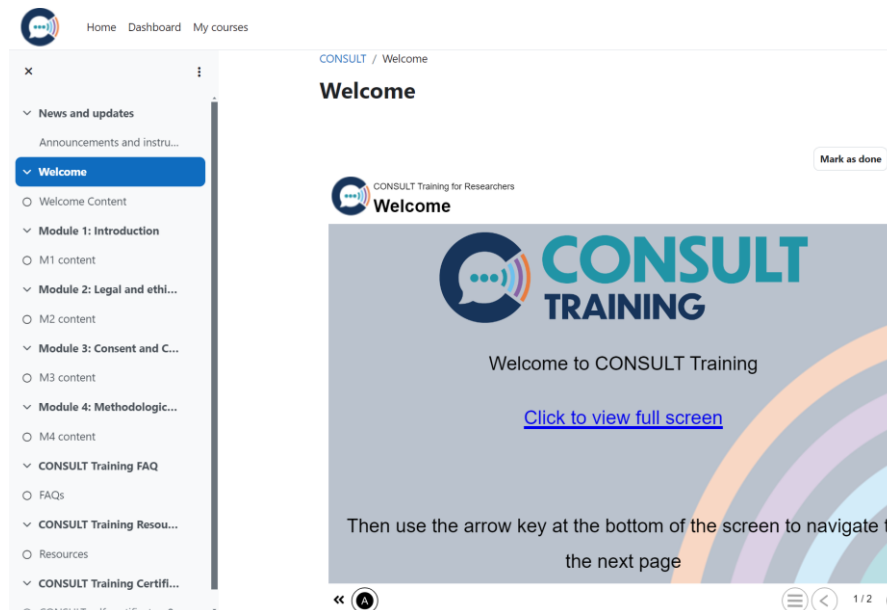 Home Dashboard My courses
CONSULT / Welcome
Welcome
News and updates
Announcements and instru...
Welcome
Welcome Content
Module 1: Introduction
M1 content
Module 2: Legal and ethi...
M2 content
Module 3: Consent and C...
M3 content
Module 4: Methodologic...
M4 content
CONSULT Training FAQ
FAQs
CONSULT Training Resou...
Resources
CONSULT Training Certifi...
Mark as done
CONSULT Training for Researchers
Welcome
CONSULT
TRAINING
Welcome to CONSULT Training
Click to view full screen
Then use the arrow key at the bottom of the screen to navigate
the next page
A
1 / 2